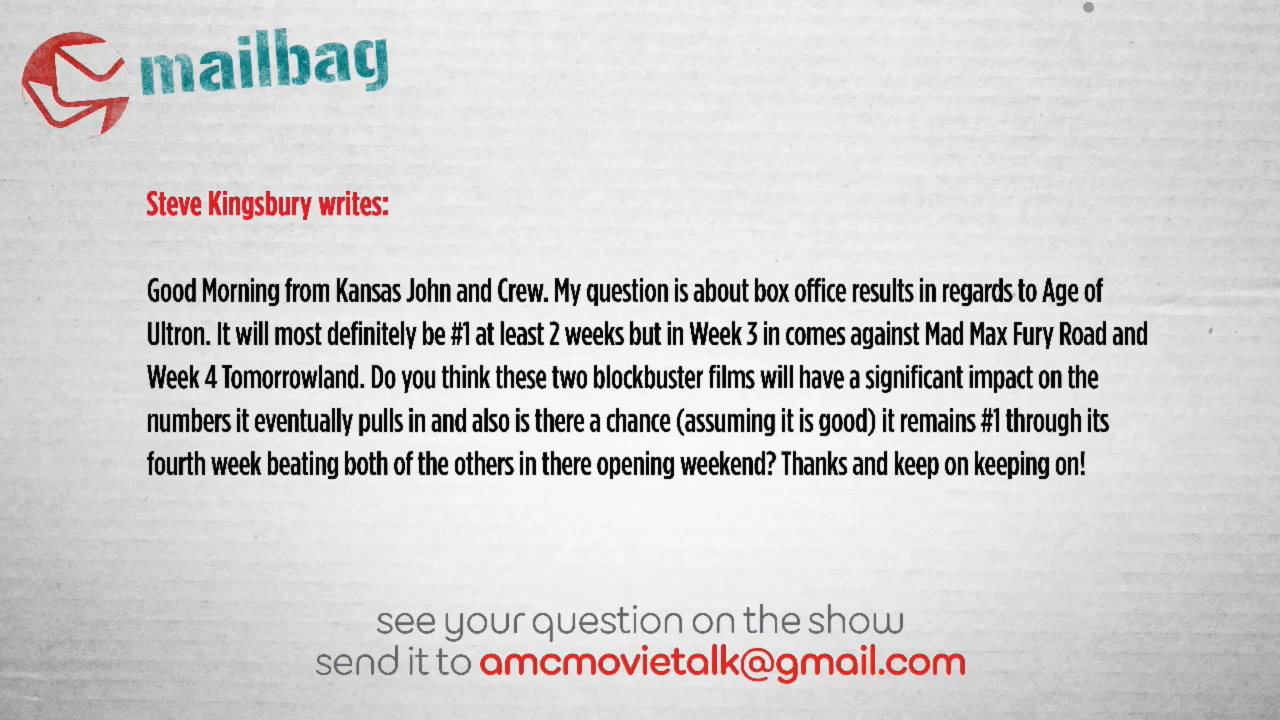 mailbag
Steve Kingsbury writes:
Good Morning from Kansas John and Crew. My question is about box office results in regards to Age of
Ultron. It will most definitely be #1 at least 2 weeks but in Week 3 in comes against Mad Max Fury Road and
Week 4 Tomorrowland. Do you think these two blockbuster films will have a significant impact on the
numbers it eventually pulls in and also is there a chance (assuming it is good) it remains #1 through its
fourth week beating both of the others in there opening weekend? Thanks and keep on keeping on!
see your question on the show
send it to amcmovietalk@gmail.com